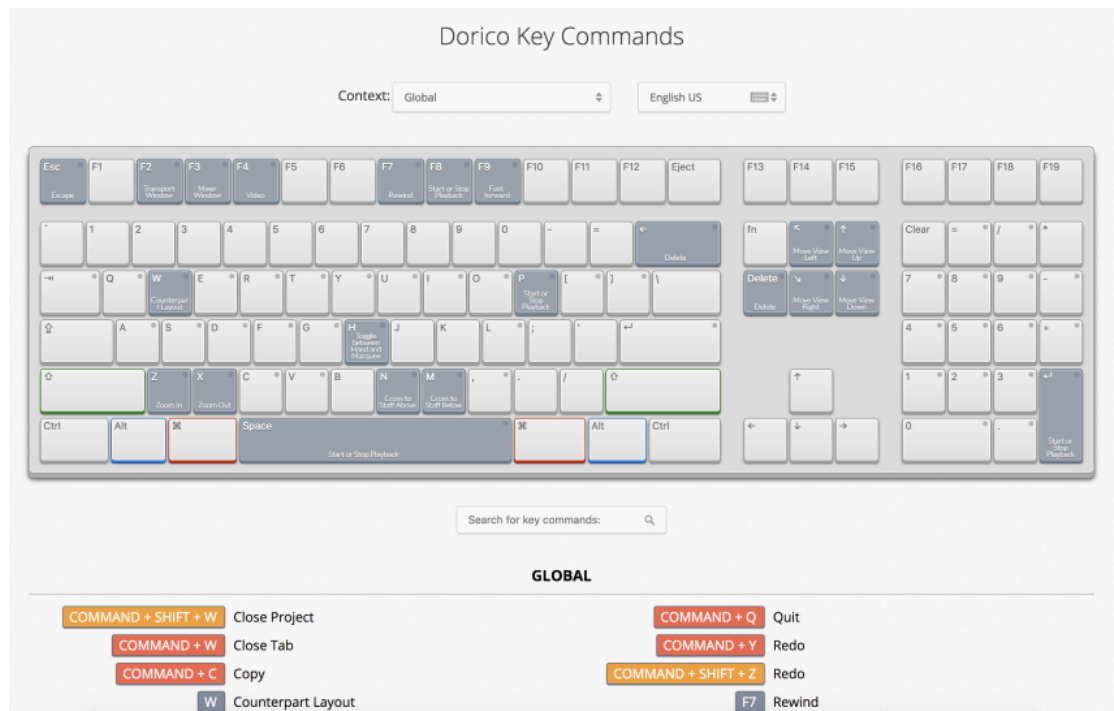 Dorico Key Commands
Context: Global English US
Esc F1 F2 F3 F4 F5 F6 F7 F8 F9 F10 F11 F12 Eject F13 F14 F15 F16 F17 F18 F19
Escape Transport Window Mixer Window Video Rewind Start or Stop Playback Fast-forward
` 1 2 3 4 5 6 7 8 9 0 - = ← fn ↖ ↑ Clear = / *
Delete Move View Left Move View Up
⇥ Q W E R T Y U I O P [ ] \ Delete ↘ ↓ 7 8 9 -
Counterpart Layout Start or Stop Playback Delete Move View Right Move View Down
⇪ A S D F G H J K L ; ' ↵ 4 5 6 +
Toggle between Hand and Marquee
⇧ Z X C V B N M , . / ⇧ ↑ 1 2 3 ↵
Zoom In Zoom Out Cross to Staff Above Cross to Staff Below
Ctrl Alt ⌘ Space ⌘ Alt Ctrl ← ↓ → 0 .
Start or Stop Playback Start or Stop Playback
Search for key commands:
GLOBAL
COMMAND + SHIFT + W Close Project COMMAND + Q Quit
COMMAND + W Close Tab COMMAND + Y Redo
COMMAND + C Copy COMMAND + SHIFT + Z Redo
W Counterpart Layout F7 Rewind